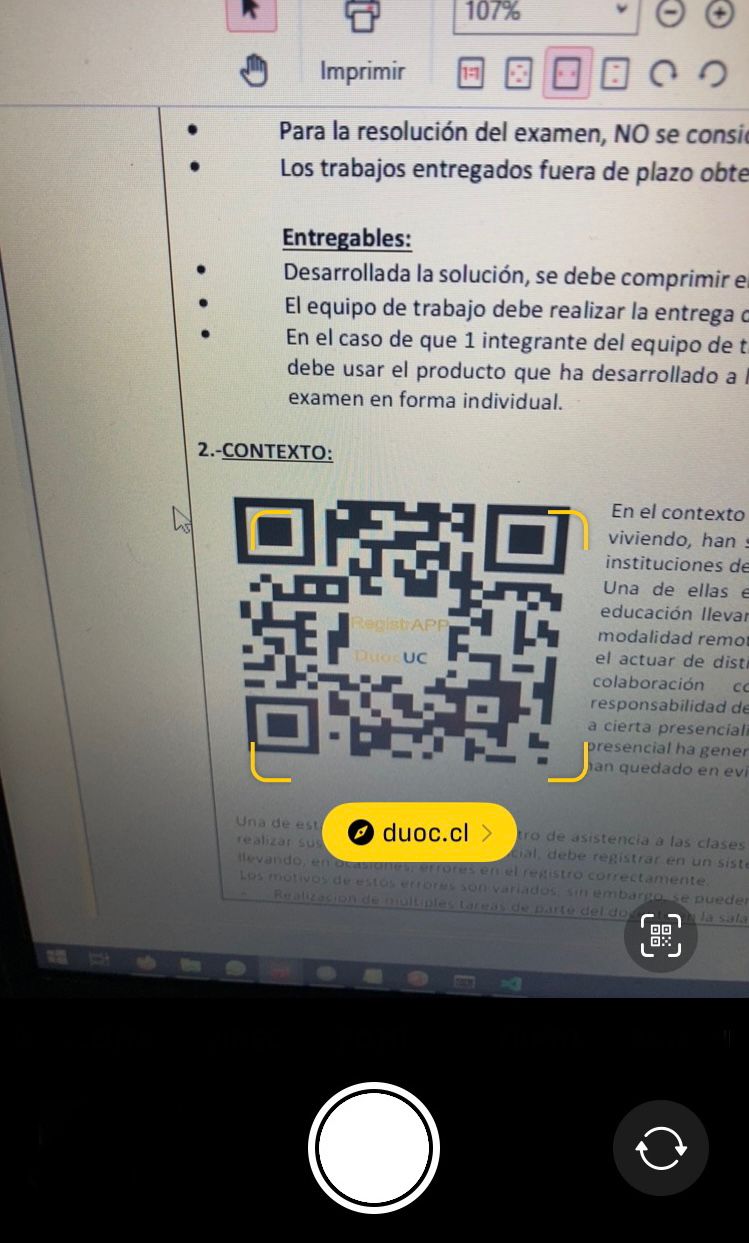 107%
Imprimir
1:1
Para la resolución del examen, NO se consid
Los trabajos entregados fuera de plazo obte
Entregables:
Desarrollada la solución, se debe comprimir e
El equipo de trabajo debe realizar la entrega
En el caso de que 1 integrante del equipo de t
debe usar el producto que ha desarrollado a l
examen en forma individual.
2.-CONTEXTO:
En el contexto
viviendo, han
instituciones de
Una de ellas e
educación llevar
modalidad remot
el actuar de disti
colaboración co
responsabilidad de
a cierta presenciali
presencial ha gener
han quedado en evi
RegistrAPP
DuocUC
Una de est
tro de asistencia a las clases
realizar sus
cial, debe registrar en un siste
llevando, en ocasiones, errores en el registro correctamente.
Los motivos de estos errores son variados, sin embargo, se pueden
- Realización de múltiples tareas de parte del docente en la sala
duoc.cl